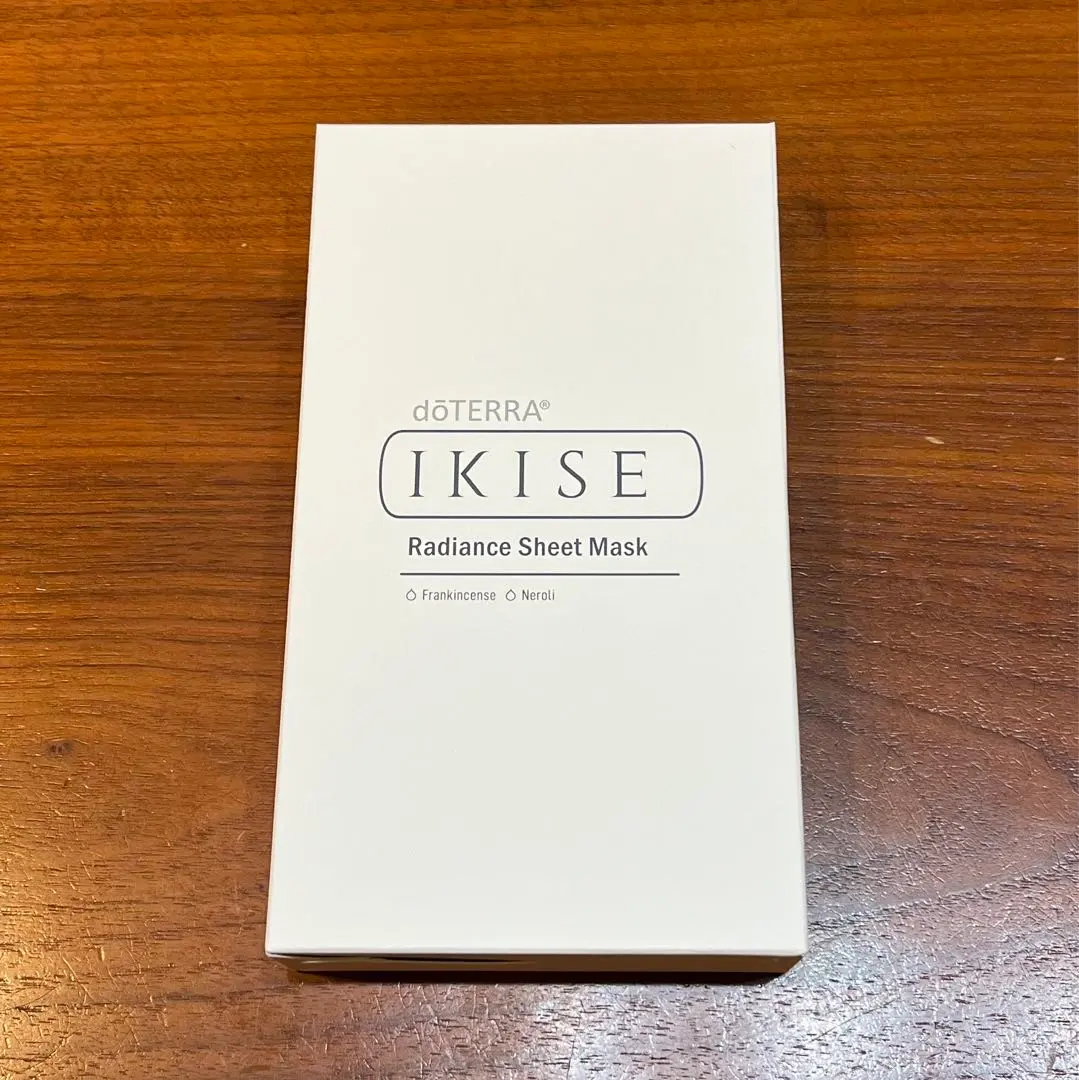 dōTERRA®
IKISE
Radiance Sheet Mask
Frankincense Neroli